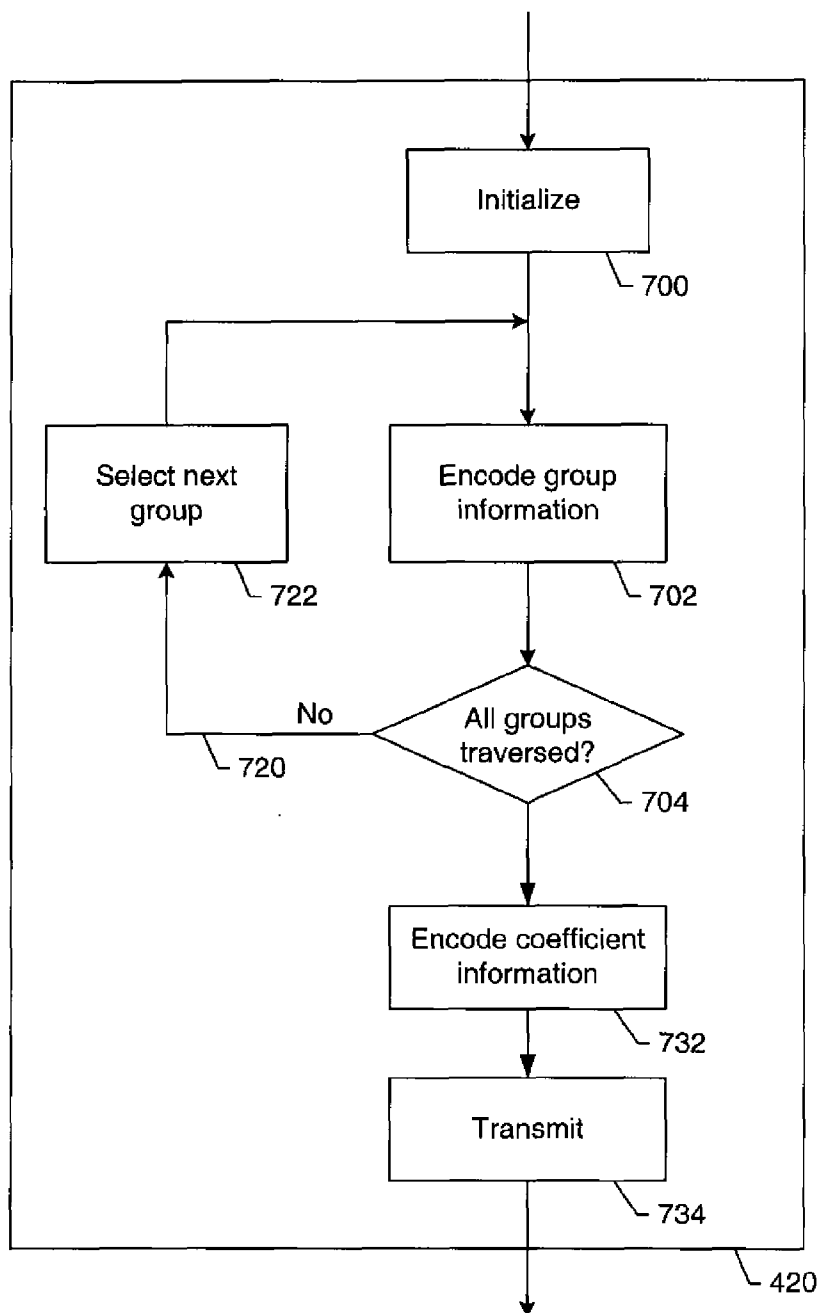 Initialize
700
Select next
group
722
Encode group
information
702
No
720
All groups
traversed?
704
Encode coefficient
information
732
Transmit
734
420